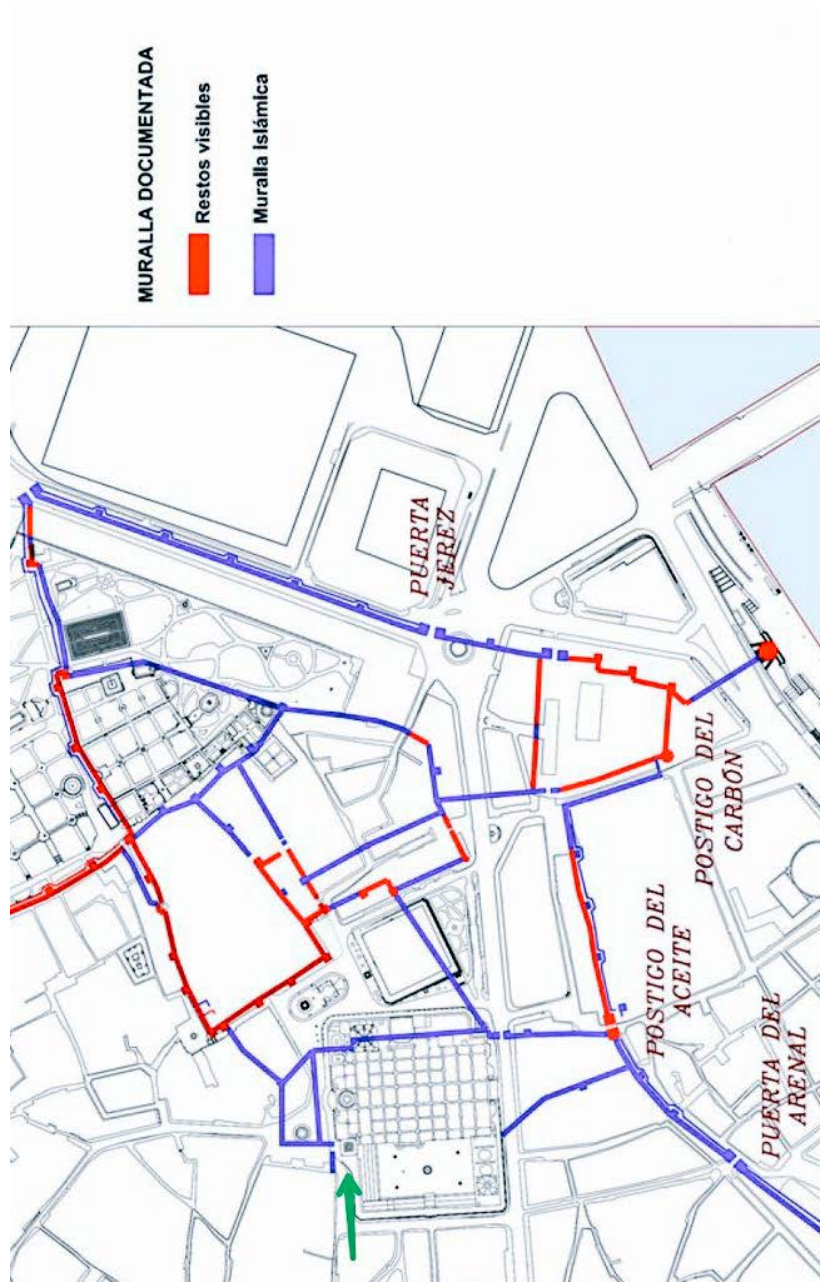 MURALLA DOCUMENTADA
Restos visibles
Muralla Islámica
PUERTA
JEREZ
POSTIGO DEL
CARBÓN
POSTIGO DEL
ACEITE
PUERTA DEL
ARENAL